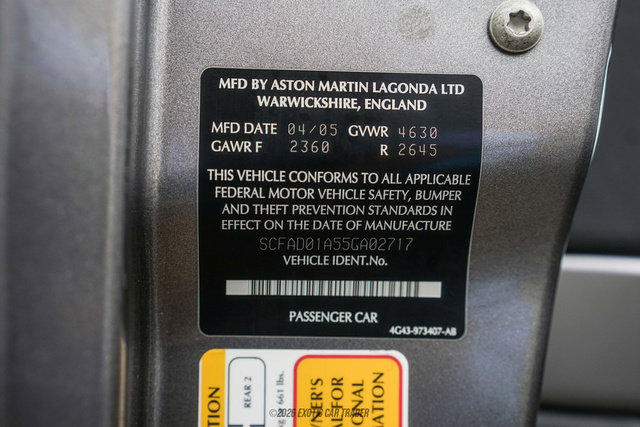 MFD BY ASTON MARTIN LAGONDA LTD
WARWICKSHIRE, ENGLAND
MFD DATE 04/05 GVWR 4630
GAWR F 2360 R 2645
THIS VEHICLE CONFORMS TO ALL APPLICABLE
FEDERAL MOTOR VEHICLE SAFETY, BUMPER
AND THEFT PREVENTION STANDARDS IN
EFFECT ON THE DATE OF MANUFACTURE
SCFAD01A55GA02717
VEHICLE IDENT.No.
PASSENGER CAR
4G43-973407-AB
REAR 2
661 lbs.
©2026 EXOTIC CAR TRADER